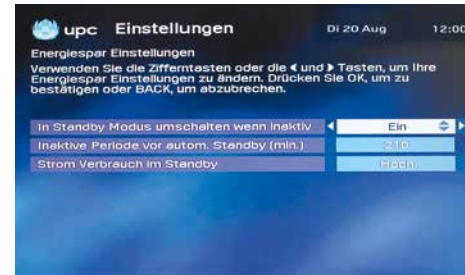 upc Einstellungen
Di 20 Aug 12:00
Energiespar Einstellungen
Verwenden Sie die Zifferntasten oder die ◀ und ▶ Tasten, um Ihre
Energiespar Einstellungen zu ändern. Drücken Sie OK, um zu
bestätigen oder BACK, um abzubrechen.
In Standby Modus umschalten wenn inaktiv Ein
Inaktive Periode vor autom. Standby (min.) 210
Strom Verbrauch im Standby Hoch